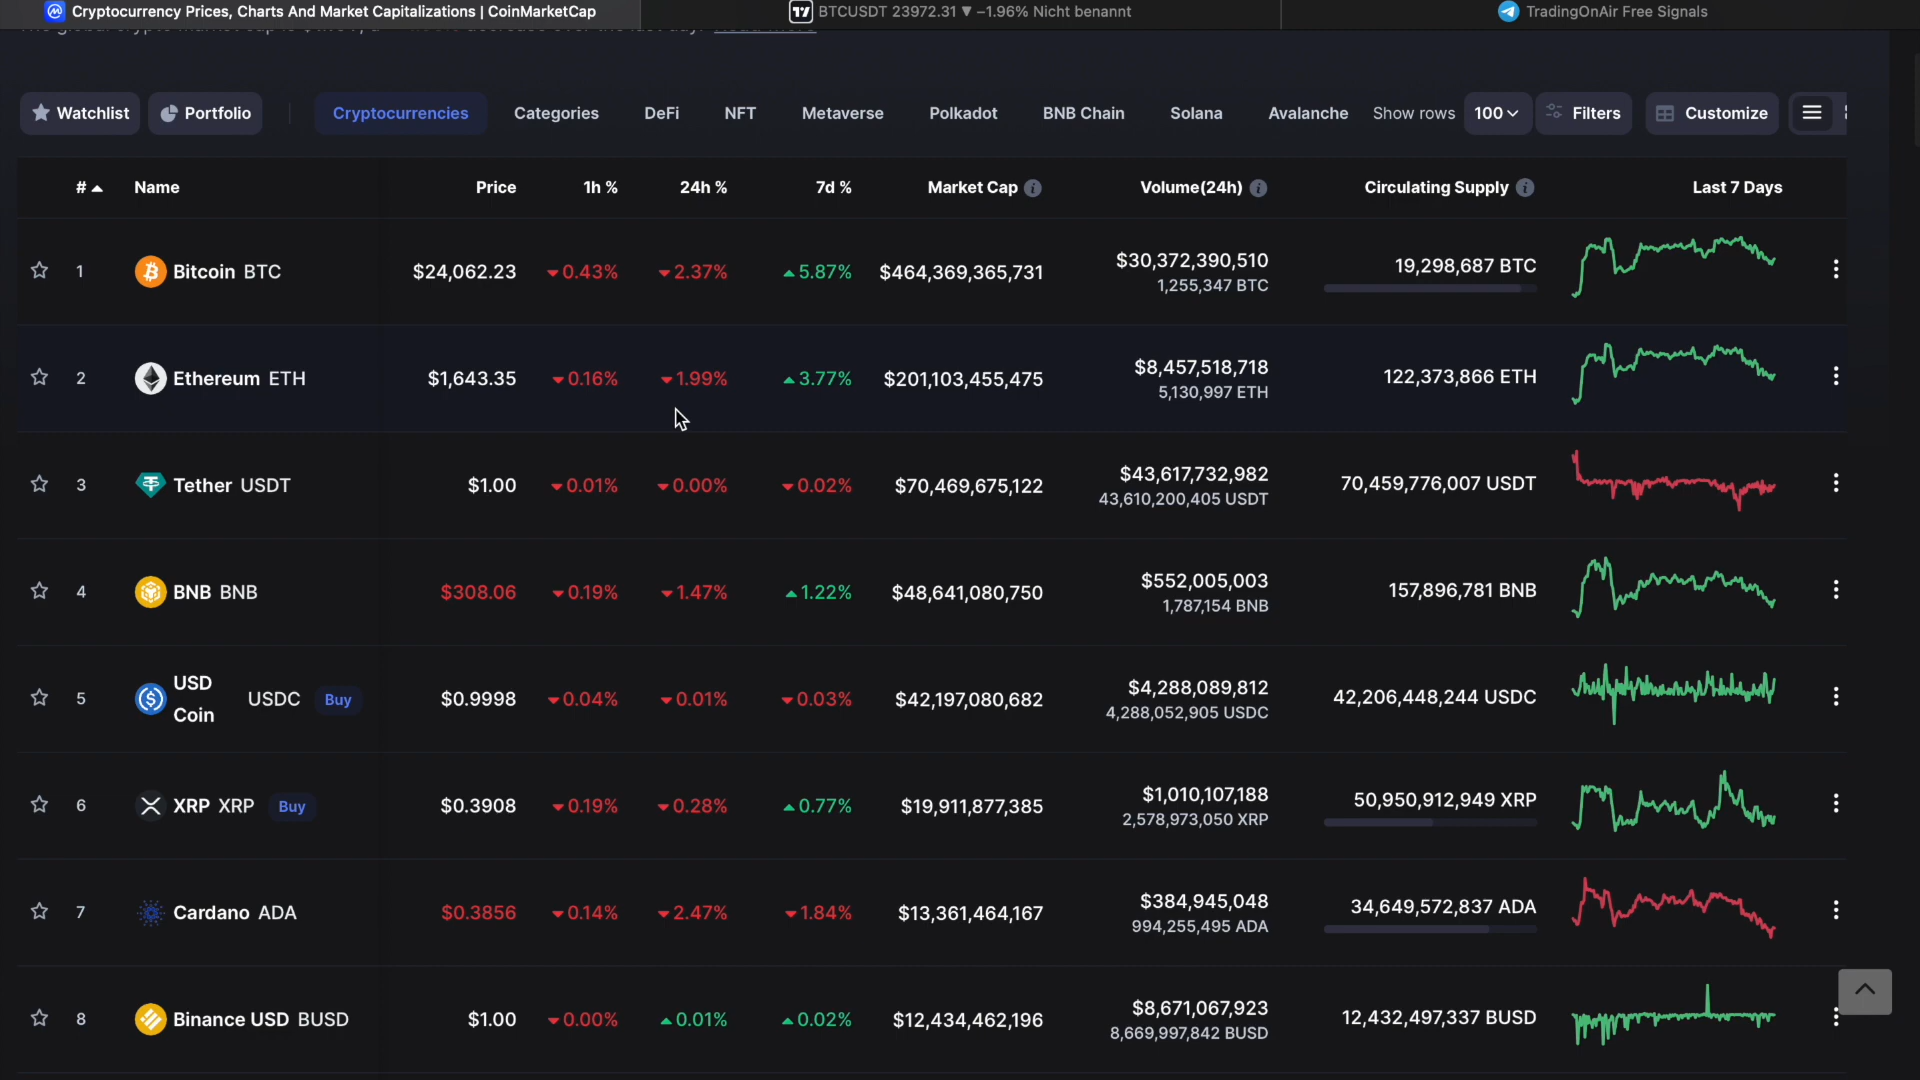 Cryptocurrency Prices, Charts And Market Capitalizations | CoinMarketCap
BTCUSDT 23972.31 ▼ −1.96% Nicht benannt
TradingOnAir Free Signals
Watchlist
Portfolio
Cryptocurrencies
Categories
DeFi
NFT
Metaverse
Polkadot
BNB Chain
Solana
Avalanche
Show rows
100
Filters
Customize
# Name Price 1h % 24h % 7d % Market Cap Volume(24h) Circulating Supply Last 7 Days
1 Bitcoin BTC $24,062.23 0.43% 2.37% 5.87% $464,369,365,731 $30,372,390,510 19,298,687 BTC
1,255,347 BTC
2 Ethereum ETH $1,643.35 0.16% 1.99% 3.77% $201,103,455,475 $8,457,518,718 122,373,866 ETH
5,130,997 ETH
3 Tether USDT $1.00 0.01% 0.00% 0.02% $70,469,675,122 $43,617,732,982 70,459,776,007 USDT
43,610,200,405 USDT
4 BNB BNB $308.06 0.19% 1.47% 1.22% $48,641,080,750 $552,005,003 157,896,781 BNB
1,787,154 BNB
5 USD Coin USDC Buy $0.9998 0.04% 0.01% 0.03% $42,197,080,682 $4,288,089,812 42,206,448,244 USDC
4,288,052,905 USDC
6 XRP XRP Buy $0.3908 0.19% 0.28% 0.77% $19,911,877,385 $1,010,107,188 50,950,912,949 XRP
2,578,973,050 XRP
7 Cardano ADA $0.3856 0.14% 2.47% 1.84% $13,361,464,167 $384,945,048 34,649,572,837 ADA
994,255,495 ADA
8 Binance USD BUSD $1.00 0.00% 0.01% 0.02% $12,434,462,196 $8,671,067,923 12,432,497,337 BUSD
8,669,997,842 BUSD